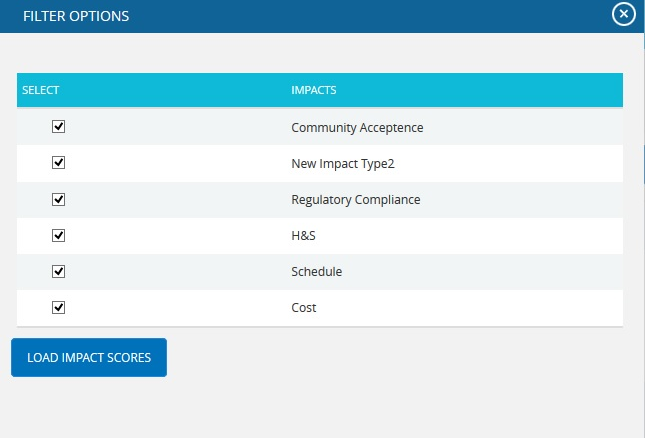 FILTER OPTIONS
SELECT IMPACTS
Community Acceptence
New Impact Type2
Regulatory Compliance
H&S
Schedule
Cost
LOAD IMPACT SCORES